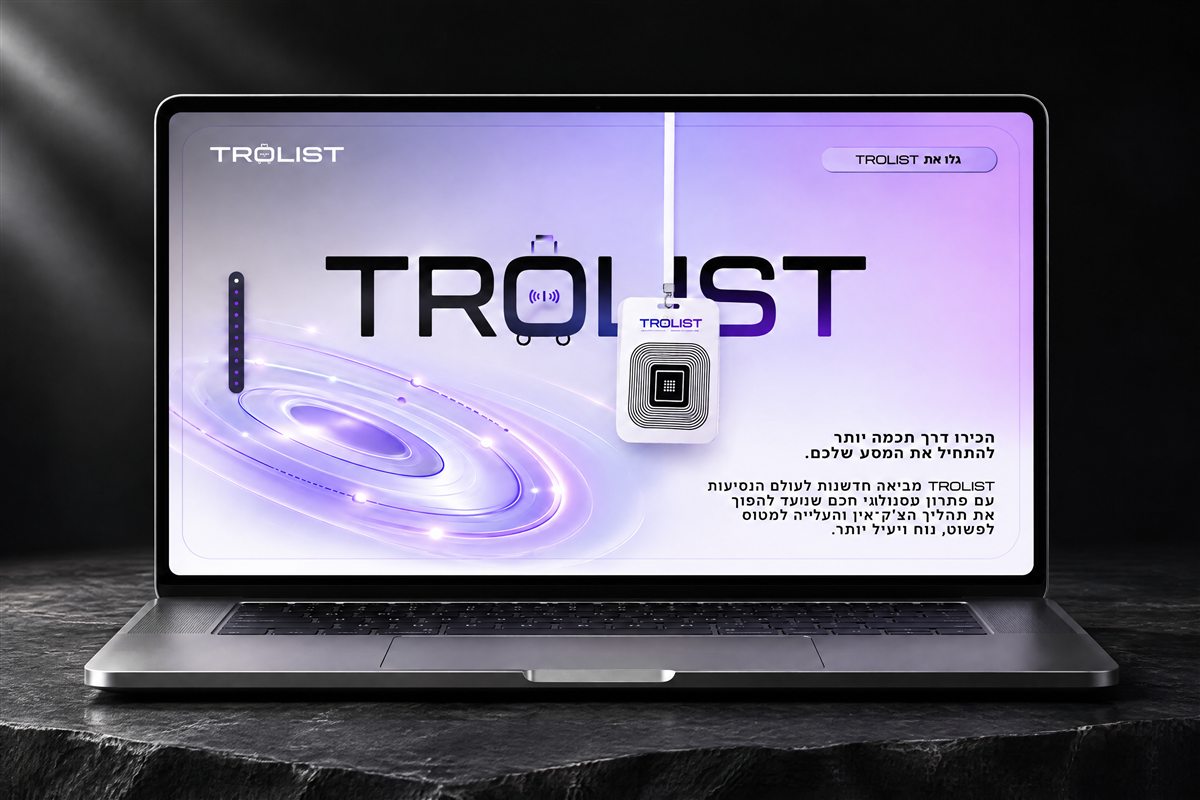 TROLIST
גלו את TROLIST
TROLIST
TROLIST
הכירו דרך חכמה יותר
להתחיל את המסע שלכם.
TROLIST מביאה חדשנות לעולם הנסיעות
עם פתרון טכנולוגי חכם שנועד להפוך
את תהליך הצ'ק־אין והעלייה למטוס
לפשוט, נוח ויעיל יותר.